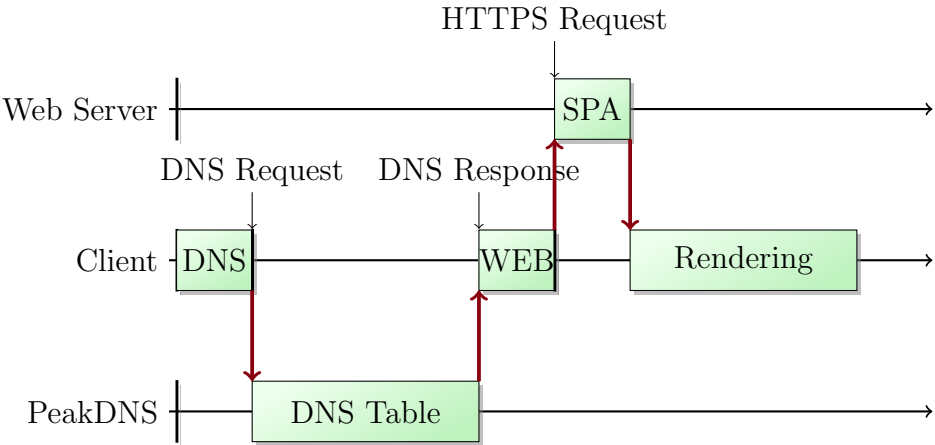 HTTPS Request
Web Server
SPA
DNS Request
DNS Response
Client
DNS
WEB
Rendering
PeakDNS
DNS Table